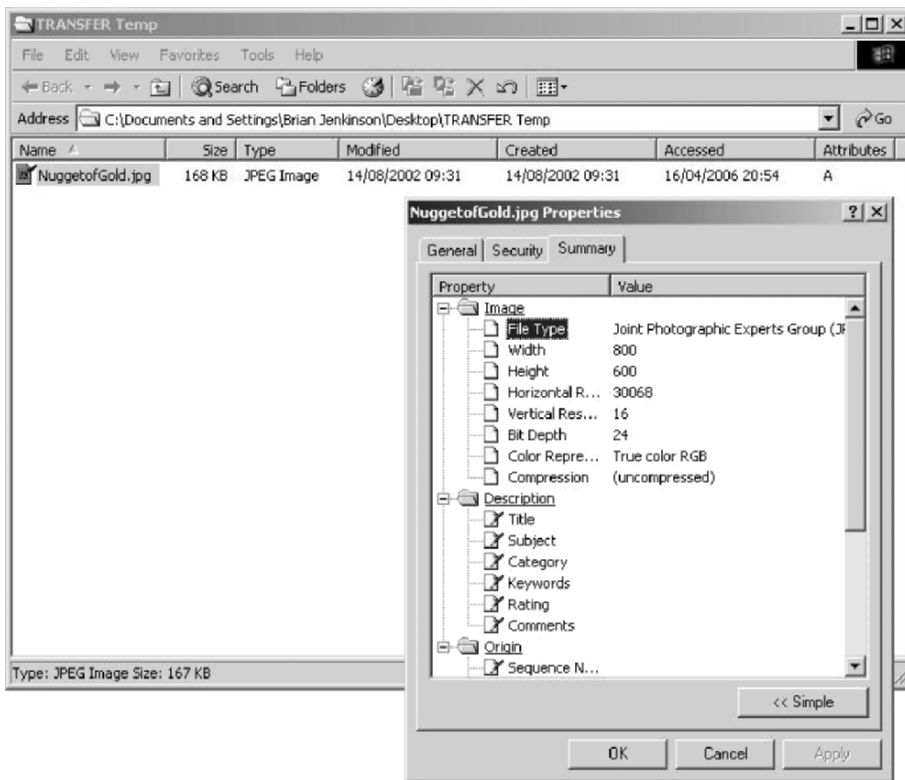 TRANSFER Temp
File Edit View Favorites Tools Help
Back Search Folders
Address C:\Documents and Settings\Brian Jenkinson\Desktop\TRANSFER Temp Go
Name Size Type Modified Created Accessed Attributes
NuggetofGold.jpg 168 KB JPEG Image 14/08/2002 09:31 14/08/2002 09:31 16/04/2006 20:54 A
NuggetofGold.jpg Properties
General Security Summary
Property Value
Image
File Type Joint Photographic Experts Group (JP
Width 800
Height 600
Horizontal R... 30068
Vertical Res... 16
Bit Depth 24
Color Repre... True color RGB
Compression (uncompressed)
Description
Title
Subject
Category
Keywords
Rating
Comments
Origin
Sequence N...
Type: JPEG Image Size: 167 KB
<< Simple
OK Cancel Apply